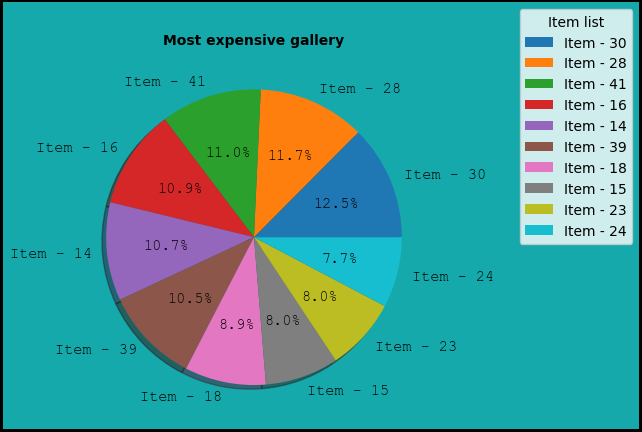 Most expensive gallery
Item - 30
Item - 28
Item - 41
Item - 16
Item - 14
Item - 39
Item - 18
Item - 15
Item - 23
Item - 24
12.5%
11.7%
11.0%
10.9%
10.7%
10.5%
8.9%
8.0%
8.0%
7.7%
Item list
Item - 30
Item - 28
Item - 41
Item - 16
Item - 14
Item - 39
Item - 18
Item - 15
Item - 23
Item - 24